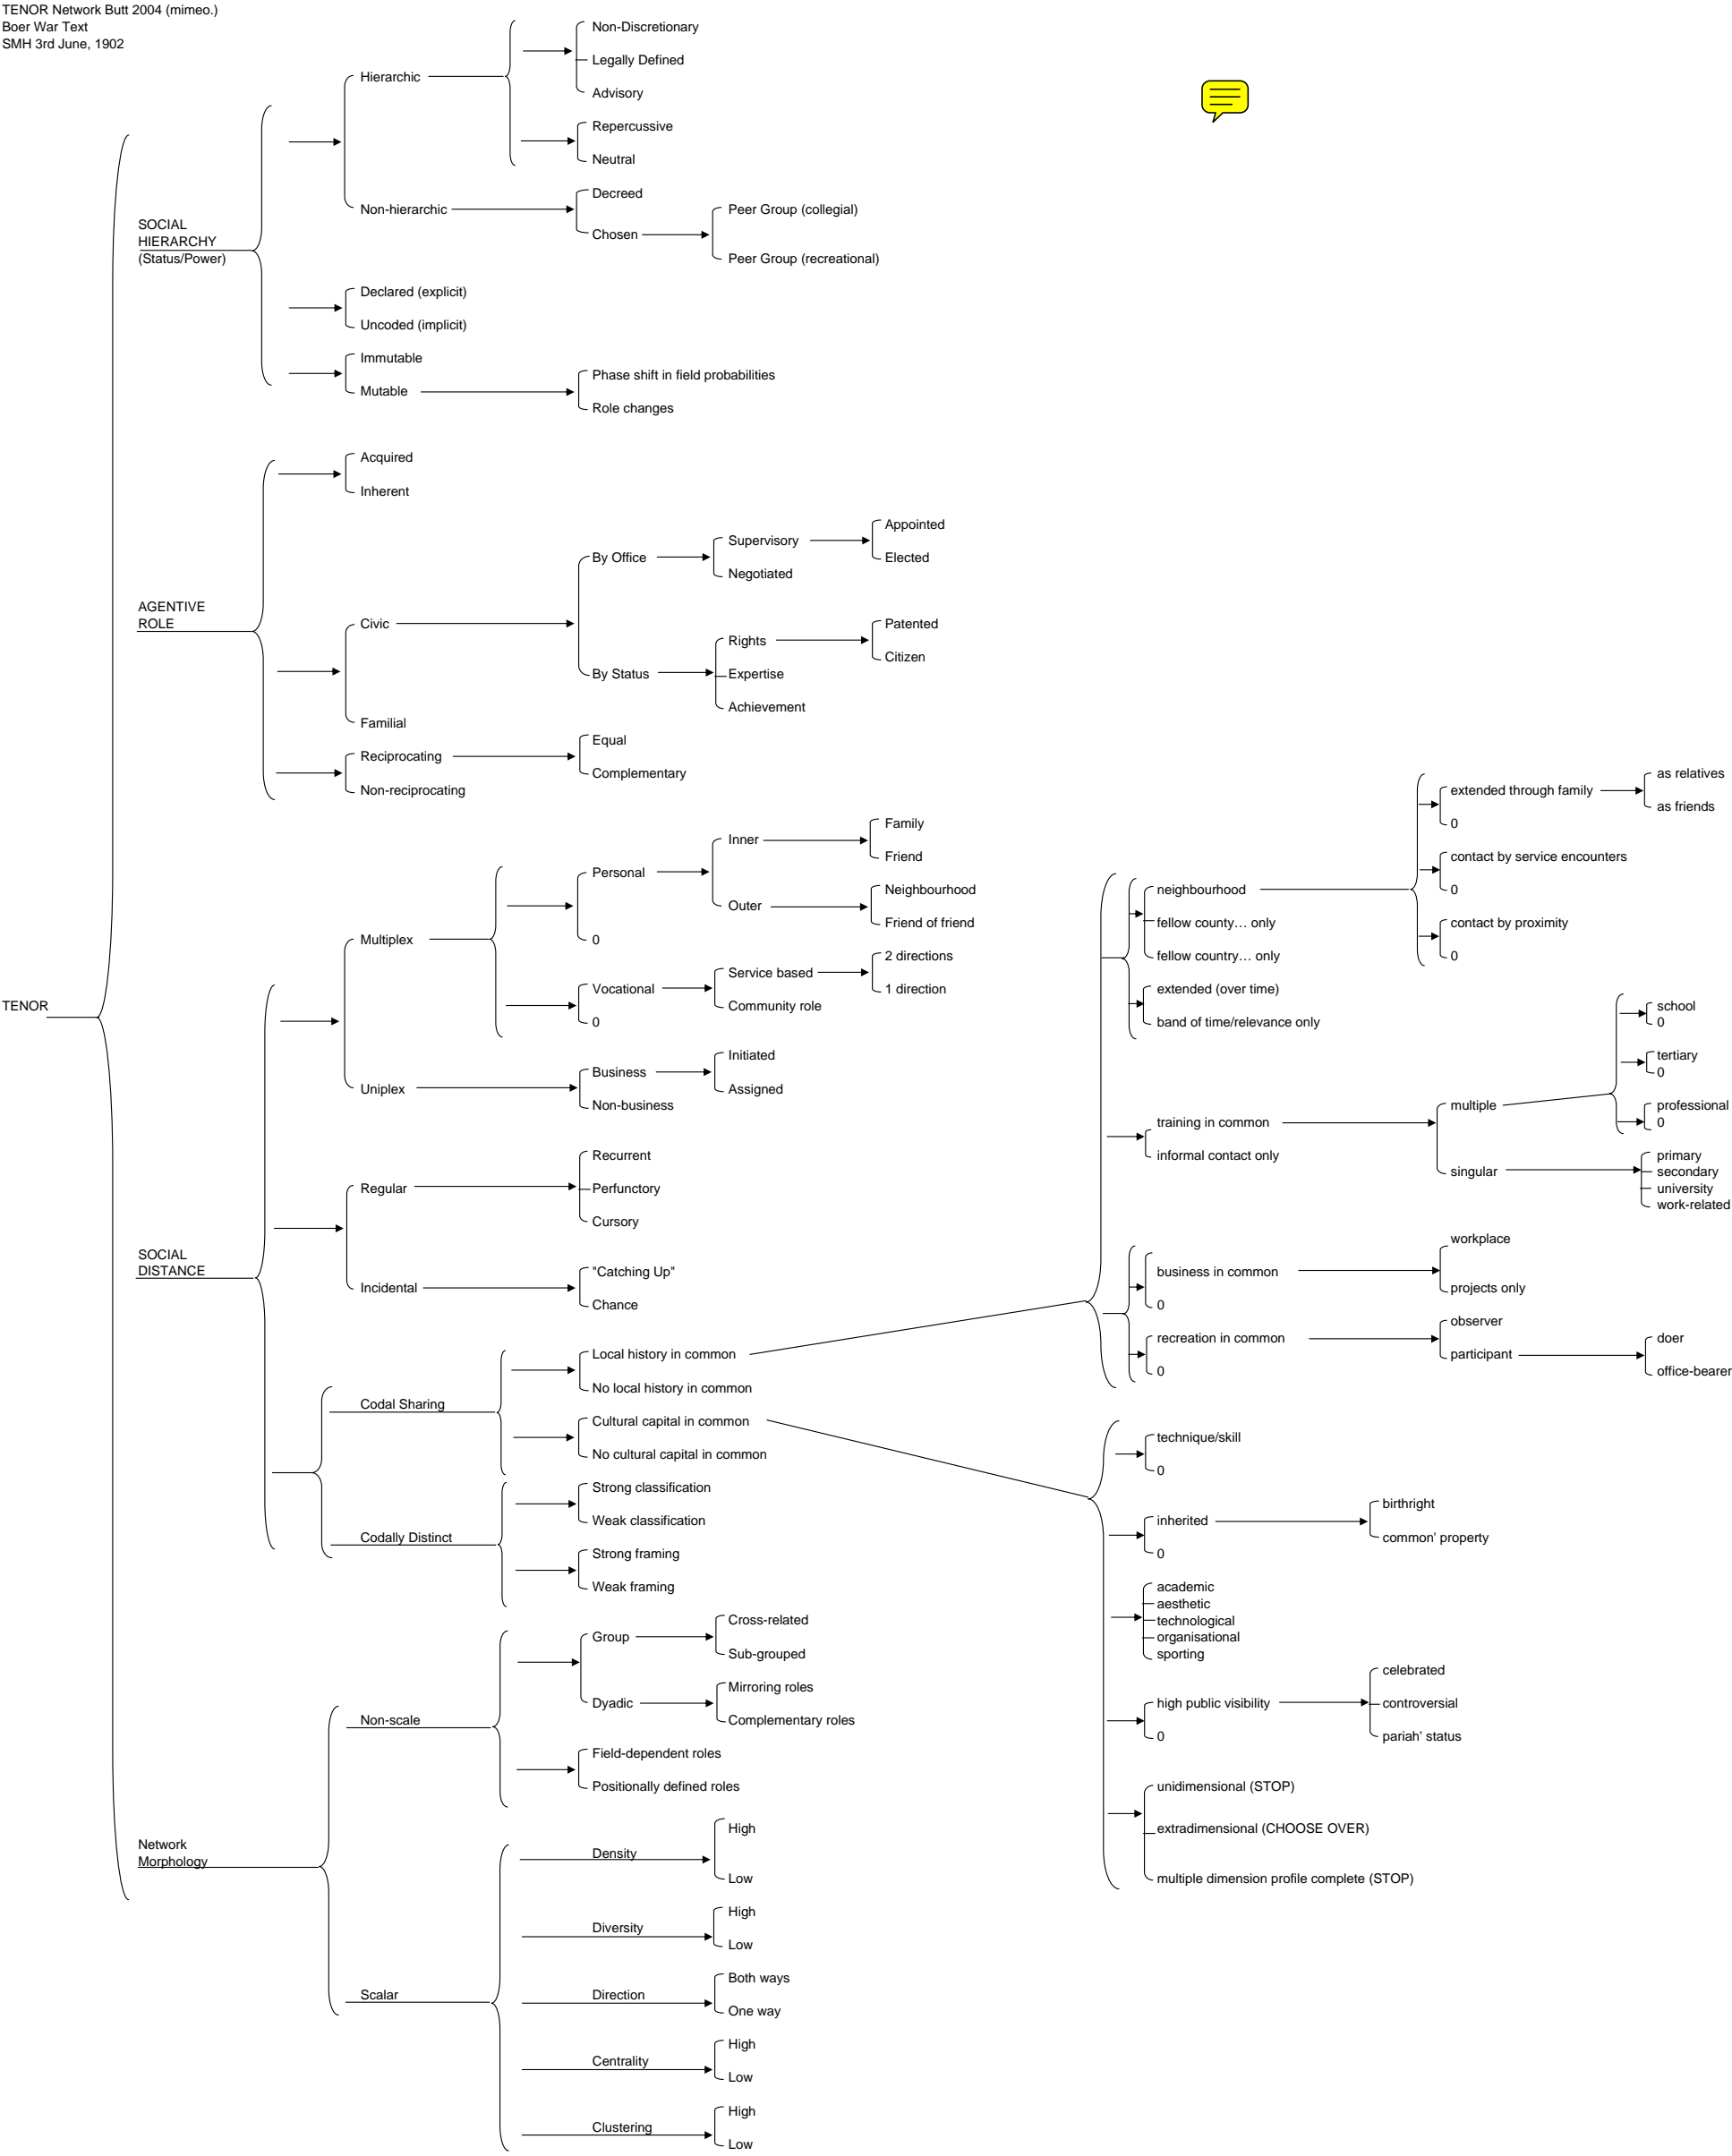 TENOR Network Butt 2004 (mimeo.)
Boer War Text
SMH 3rd June, 1902
TENOR
SOCIAL
HIERARCHY
(Status/Power)
Hierarchic
Non-Discretionary
Legally Defined
Advisory
Repercussive
Neutral
Non-hierarchic
Decreed
Chosen
Peer Group (collegial)
Peer Group (recreational)
Declared (explicit)
Uncoded (implicit)
Immutable
Mutable
Phase shift in field probabilities
Role changes
AGENTIVE
ROLE
Acquired
Inherent
Civic
By Office
Supervisory
Appointed
Elected
Negotiated
By Status
Rights
Patented
Citizen
Expertise
Achievement
Familial
Reciprocating
Equal
Complementary
Non-reciprocating
SOCIAL
DISTANCE
Multiplex
Personal
Inner
Family
Friend
Outer
Neighbourhood
Friend of friend
0
Vocational
Service based
2 directions
1 direction
Community role
0
Uniplex
Business
Initiated
Assigned
Non-business
Regular
Recurrent
Perfunctory
Cursory
Incidental
"Catching Up"
Chance
Codal Sharing
Local history in common
No local history in common
Cultural capital in common
No cultural capital in common
Codally Distinct
Strong classification
Weak classification
Strong framing
Weak framing
neighbourhood
extended through family
as relatives
as friends
0
contact by service encounters
0
contact by proximity
0
fellow county… only
fellow country… only
extended (over time)
band of time/relevance only
training in common
multiple
school
0
tertiary
0
professional
0
singular
primary
secondary
university
work-related
informal contact only
business in common
workplace
projects only
0
recreation in common
observer
participant
doer
office-bearer
0
technique/skill
0
inherited
birthright
common' property
0
academic
aesthetic
technological
organisational
sporting
high public visibility
celebrated
controversial
pariah' status
0
unidimensional (STOP)
extradimensional (CHOOSE OVER)
multiple dimension profile complete (STOP)
Network
Morphology
Non-scale
Group
Cross-related
Sub-grouped
Dyadic
Mirroring roles
Complementary roles
Field-dependent roles
Positionally defined roles
Scalar
Density
High
Low
Diversity
High
Low
Direction
Both ways
One way
Centrality
High
Low
Clustering
High
Low